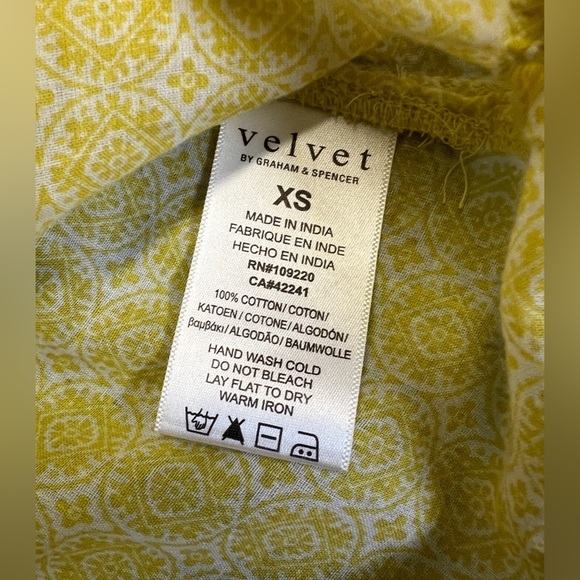 velvet
BY GRAHAM & SPENCER
XS
MADE IN INDIA
FABRIQUE EN INDE
HECHO EN INDIA
RN#109220
CA#42241
100% COTTON/COTON/
KATOEN/COTONE/ALGODÓN/
βαμβάκι/ALGODÃO/BAUMWOLLE
HAND WASH COLD
DO NOT BLEACH
LAY FLAT TO DRY
WARM IRON